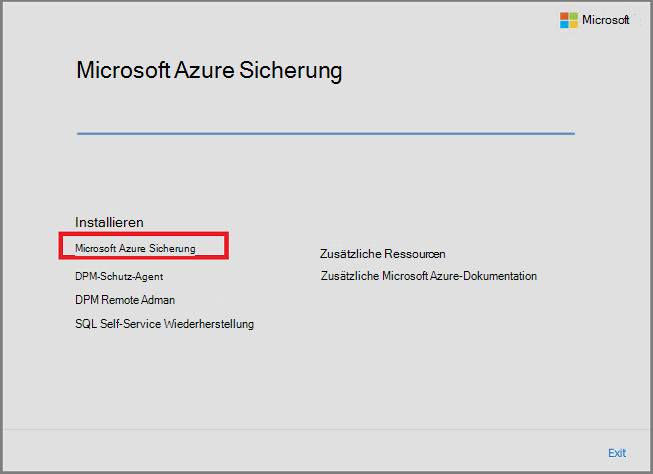 Microsoft
Microsoft Azure Sicherung
Installieren
Microsoft Azure Sicherung
DPM-Schutz-Agent
DPM Remote Adman
SQL Self-Service Wiederherstellung
Zusätzliche Ressourcen
Zusätzliche Microsoft Azure-Dokumentation
Exit